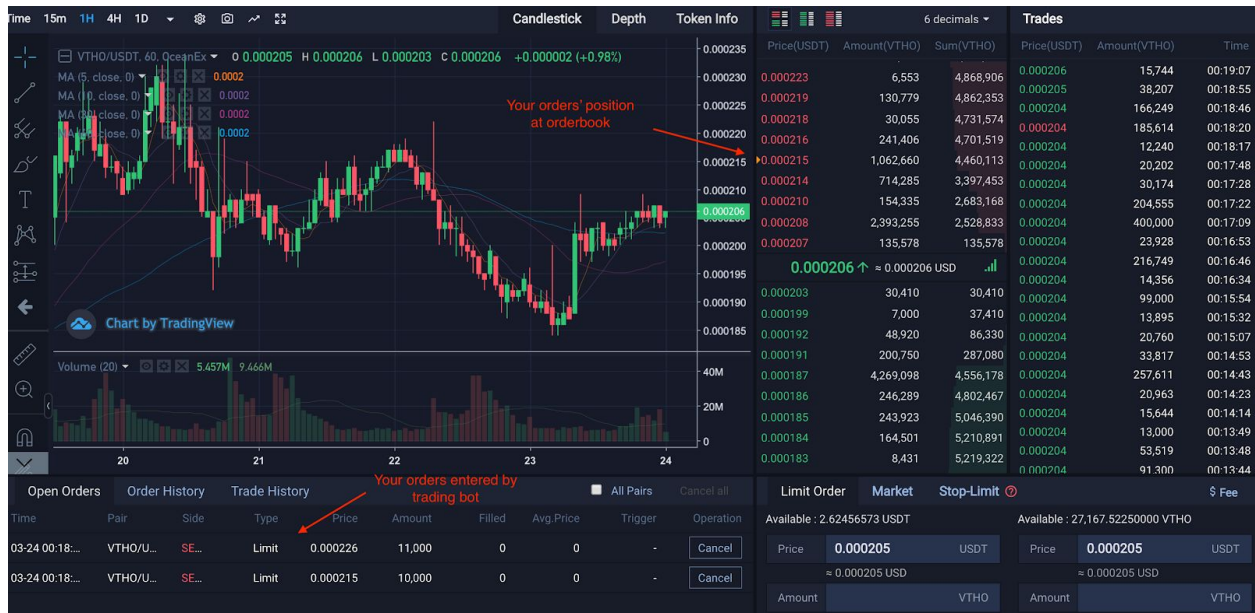 Time 15m 1H 4H 1D
Candlestick Depth Token Info
VTHO/USDT, 60, OceanEx O 0.000205 H 0.000206 L 0.000203 C 0.000206 +0.000002 (+0.98%)
MA (5, close, 0) 0.0002
MA (10, close, 0) 0.0002
MA (30, close, 0) 0.0002
close, 0) 0.0002
0.000235
0.000230
0.000225
0.000220
0.000215
0.000210
0.000206
0.000205
0.000200
0.000195
0.000190
0.000185
Chart by TradingView
Volume (20) 5.457M 9.466M
40M
20M
0
20 21 22 23 24
Your orders' position
at orderbook
6 decimals
Price(USDT) Amount(VTHO) Sum(VTHO)
0.000223 6,553 4,868,906
0.000219 130,779 4,862,353
0.000218 30,055 4,731,574
0.000216 241,406 4,701,519
0.000215 1,062,660 4,460,113
0.000214 714,285 3,397,453
0.000210 154,335 2,683,168
0.000208 2,393,255 2,528,833
0.000207 135,578 135,578
0.000206 ≈ 0.000206 USD
0.000203 30,410 30,410
0.000199 7,000 37,410
0.000192 48,920 86,330
0.000191 200,750 287,080
0.000187 4,269,098 4,556,178
0.000186 246,289 4,802,467
0.000185 243,923 5,046,390
0.000184 164,501 5,210,891
0.000183 8,431 5,219,322
Trades
Price(USDT) Amount(VTHO) Time
0.000206 15,744 00:19:07
0.000205 38,207 00:18:55
0.000204 166,249 00:18:46
0.000204 185,614 00:18:20
0.000204 12,240 00:18:17
0.000204 20,202 00:17:48
0.000204 30,174 00:17:28
0.000204 204,555 00:17:22
0.000204 400,000 00:17:09
0.000204 23,928 00:16:53
0.000204 216,749 00:16:46
0.000204 14,356 00:16:34
0.000204 99,000 00:15:54
0.000204 13,895 00:15:32
0.000204 20,760 00:15:07
0.000204 33,817 00:14:53
0.000204 257,611 00:14:43
0.000204 20,963 00:14:23
0.000204 15,644 00:14:14
0.000204 13,000 00:13:49
0.000204 53,519 00:13:48
0.000204 91,300 00:13:44
Your orders entered by
trading bot
Open Orders Order History Trade History All Pairs Cancel all
Time Pair Side Type Price Amount Filled Avg.Price Trigger Operation
03-24 00:18:... VTHO/U... SE... Limit 0.000226 11,000 0 0 - Cancel
03-24 00:18:... VTHO/U... SE... Limit 0.000215 10,000 0 0 - Cancel
Limit Order Market Stop-Limit $ Fee
Available : 2.62456573 USDT Available : 27,167.52250000 VTHO
Price 0.000205 USDT Price 0.000205 USDT
≈ 0.000205 USD ≈ 0.000205 USD
Amount VTHO Amount VTHO